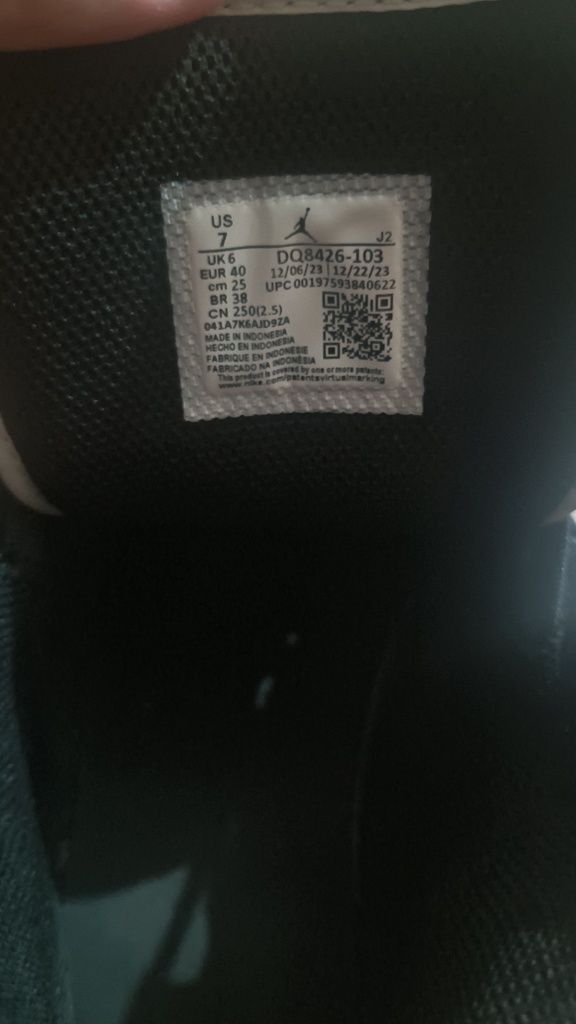 US
7
J2
UK 6
DQ8426-103
EUR 40
12/06/23 | 12/22/23
cm 25
UPC 00197593840622
BR 38
CN 250(2.5)
041A7K6AJD9ZA
MADE IN INDONESIA
HECHO EN INDONESIA
FABRIQUE EN INDONESIE
FABRICADO NA INDONÉSIA
This product is covered by one or more patents:
www.nike.com/patentsvirtualmarking